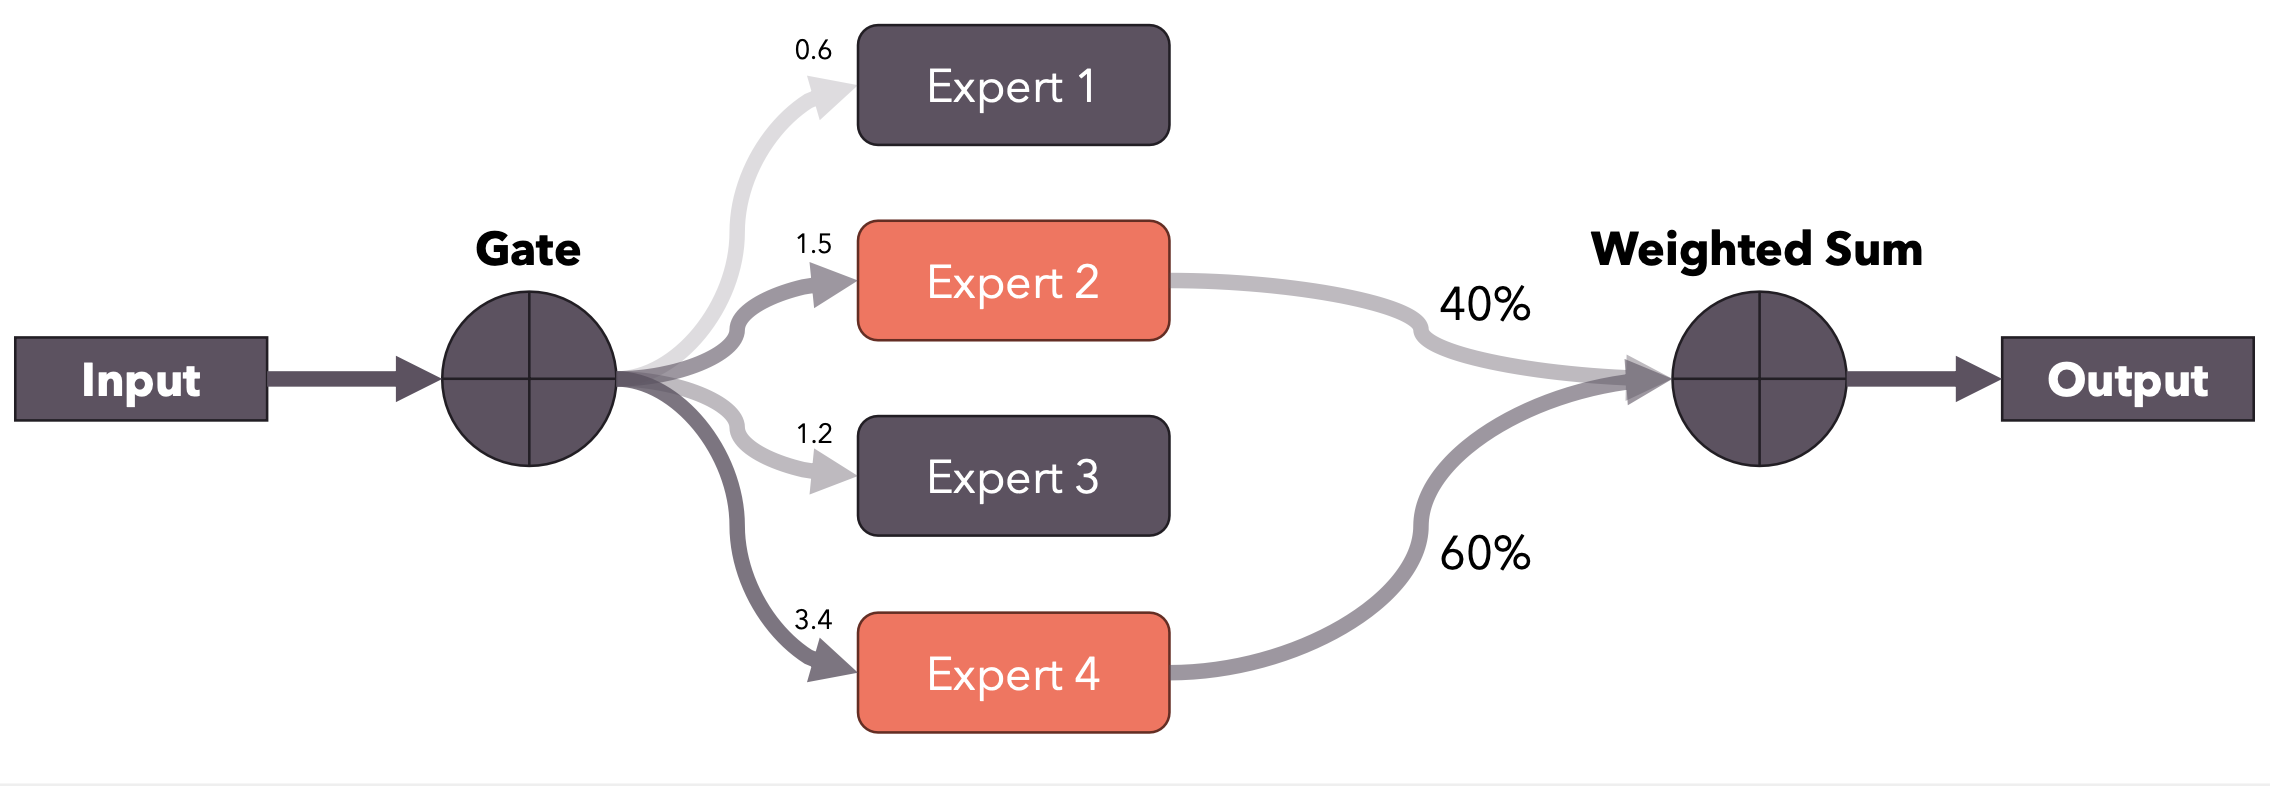 0.6
Expert 1
Gate
1.5
Expert 2
Weighted Sum
40%
Input
Output
1.2
Expert 3
60%
3.4
Expert 4